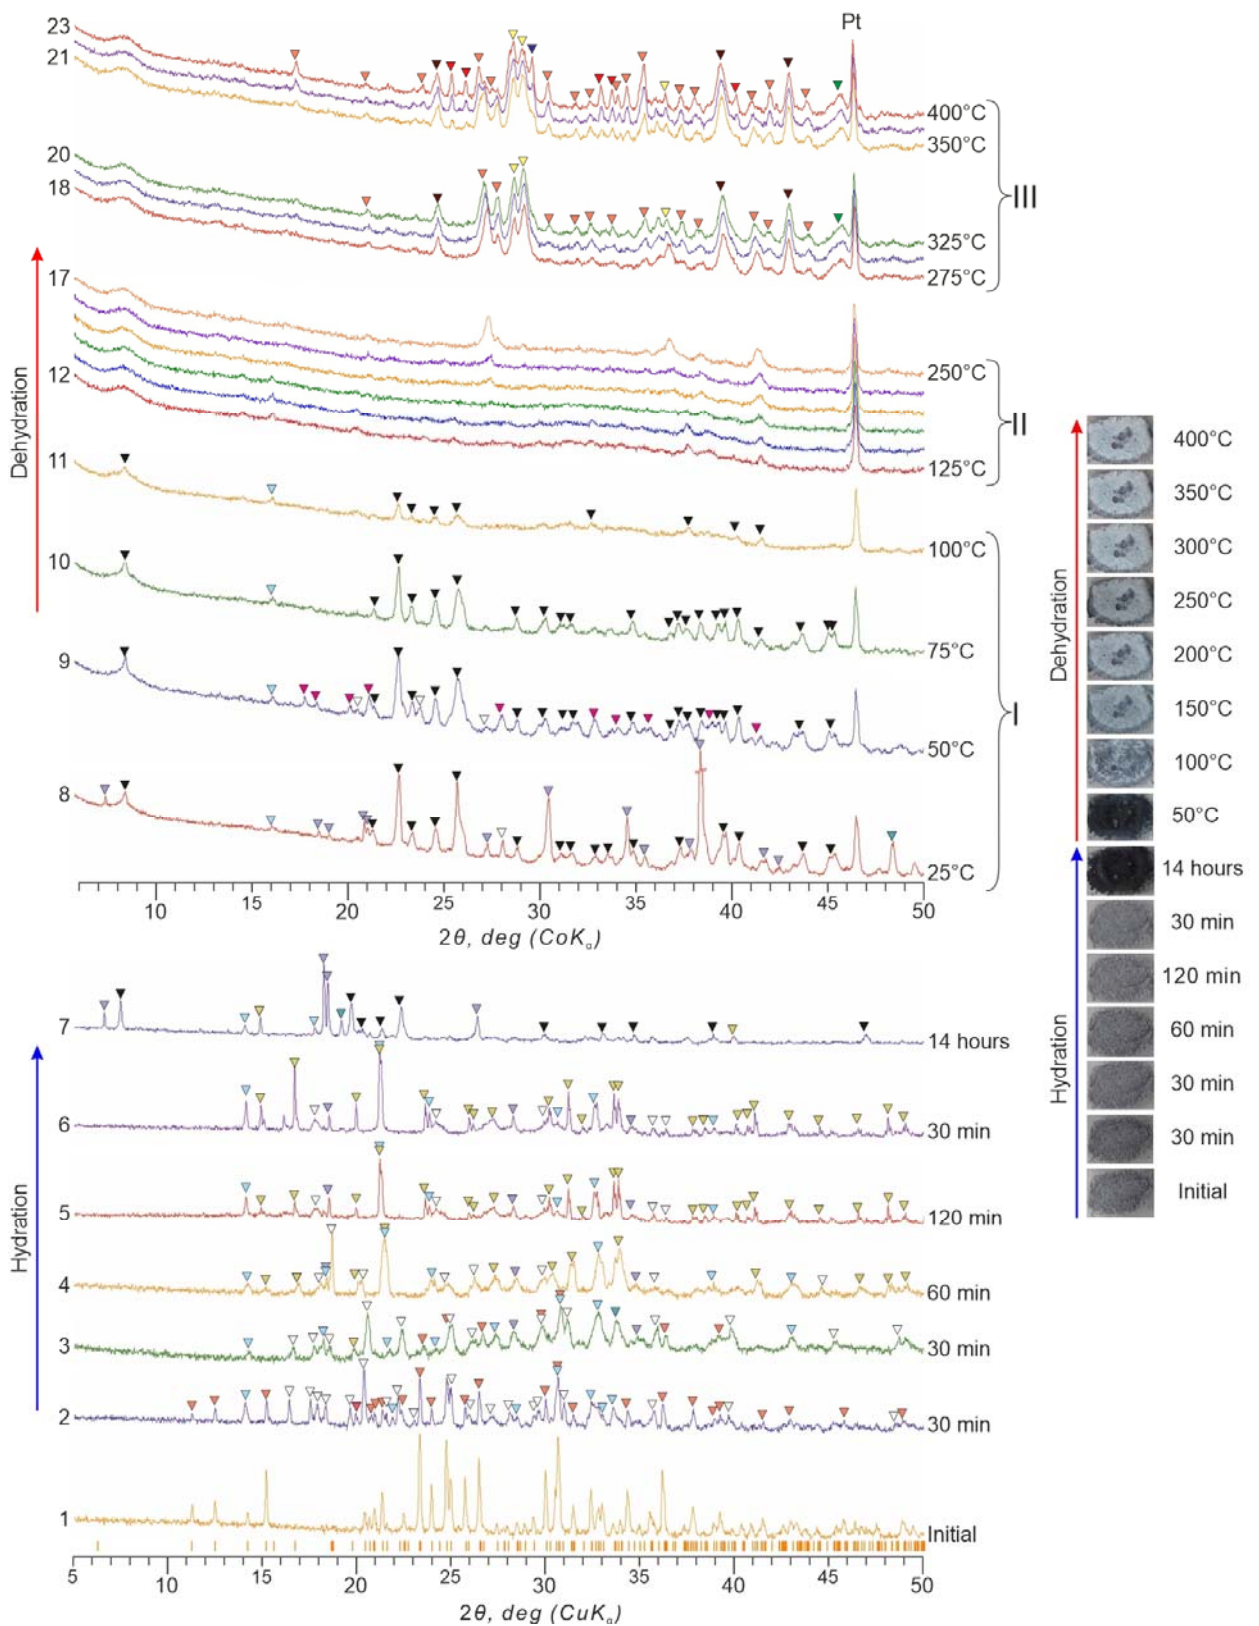 23
Pt
21
400°C
350°C
20
18
III
325°C
275°C
17
250°C
12
II
125°C
11
100°C
10
75°C
9
I
50°C
8
25°C
Dehydration
10 15 20 25 30 35 40 45 50
2θ, deg (CoKα)
7
14 hours
6
30 min
5
120 min
4
60 min
3
30 min
2
30 min
1
Initial
Hydration
5 10 15 20 25 30 35 40 45 50
2θ, deg (CuKα)
400°C
350°C
300°C
250°C
200°C
150°C
100°C
50°C
14 hours
30 min
120 min
60 min
30 min
30 min
Initial
Dehydration
Hydration